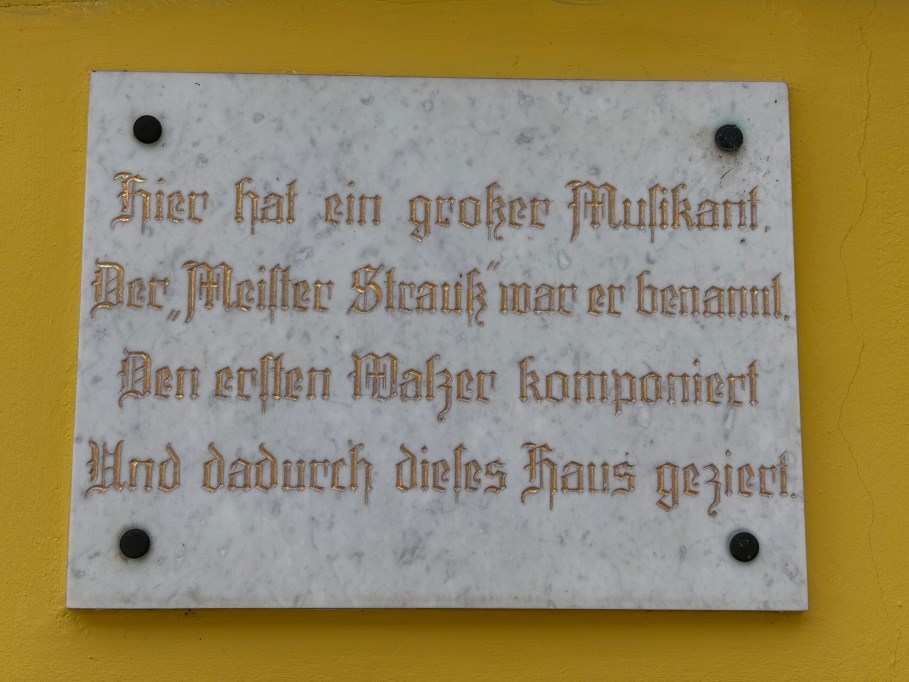 Hier hat ein großer Musikant.
Der „Meister Strauß“ war er benannt.
Den ersten Walzer komponiert
Und dadurch dieses Haus geziert.